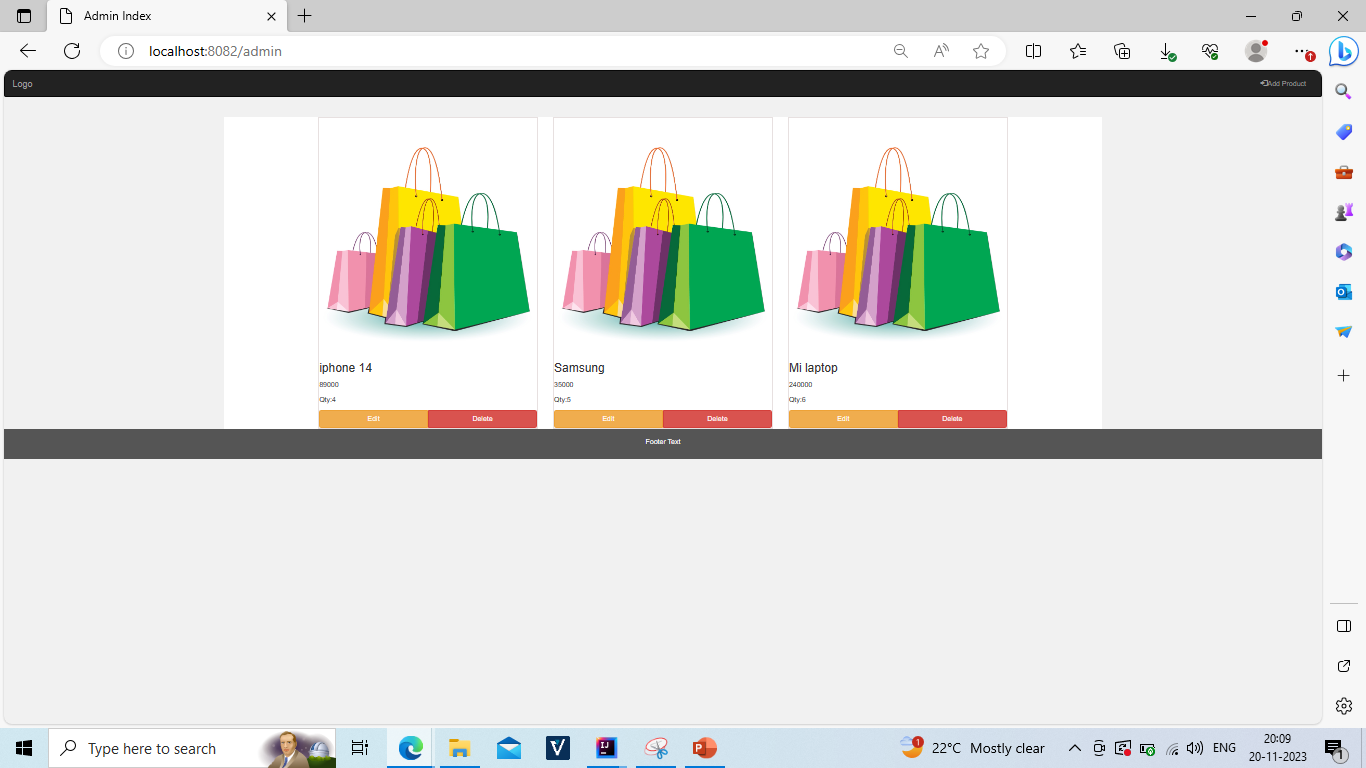 Admin Index
localhost:8082/admin
Logo
Add Product
iphone 14
Samsung
Mi laptop
89000
35000
240000
Qty:4
Qty:5
Qty:6
Edit Delete Edit Delete Edit Delete
Footer Text
Type here to search
22°C Mostly clear
ENG
20:09
20-11-2023
1
1